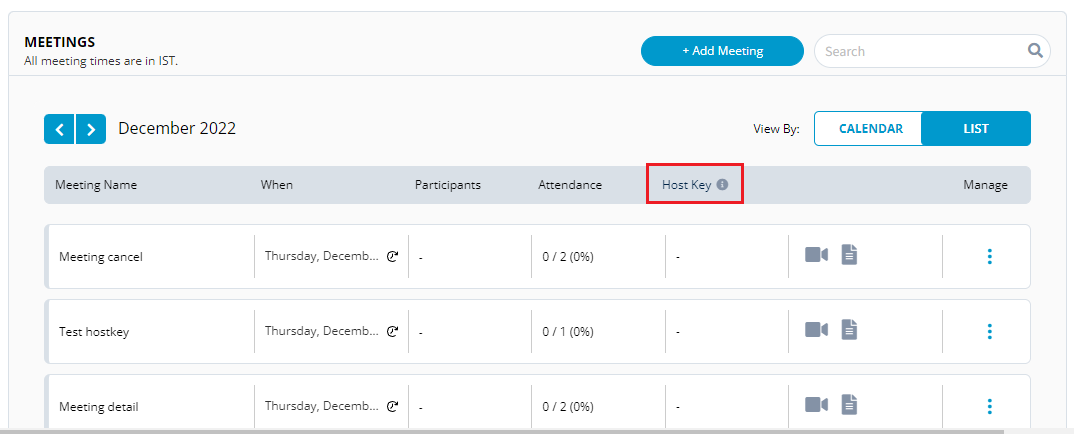 MEETINGS
All meeting times are in IST.
+ Add Meeting
Search
December 2022
View By:
CALENDAR
LIST
Meeting Name When Participants Attendance Host Key Manage
Meeting cancel Thursday, Decemb... - 0 / 2 (0%) -
Test hostkey Thursday, Decemb... - 0 / 1 (0%) -
Meeting detail Thursday, Decemb... - 0 / 2 (0%) -